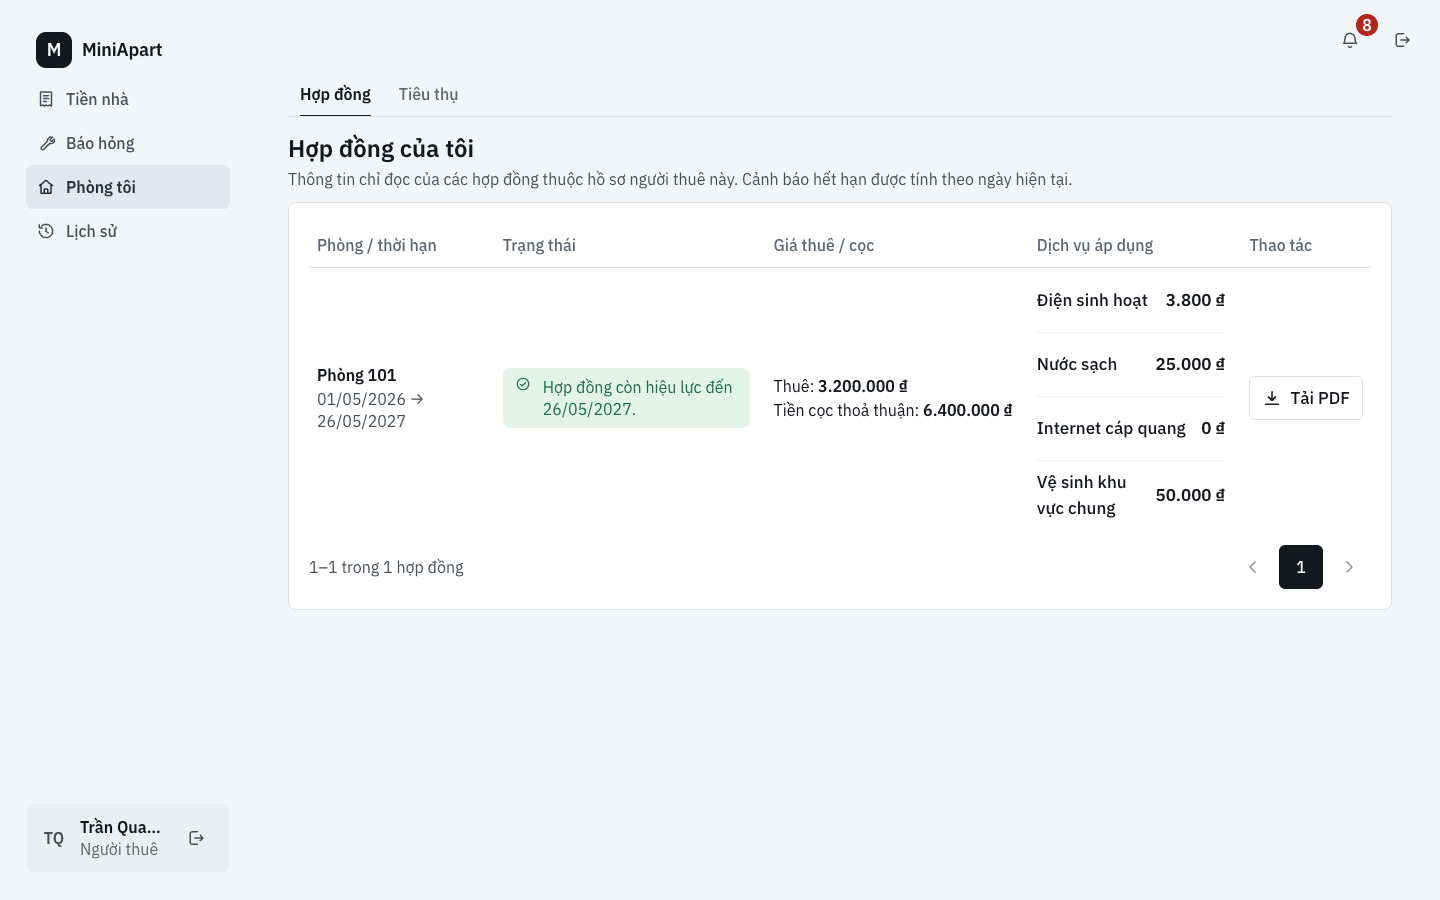 M MiniApart
8
Tiền nhà
Báo hỏng
Phòng tôi
Lịch sử
Hợp đồng Tiêu thụ
Hợp đồng của tôi
Thông tin chỉ đọc của các hợp đồng thuộc hồ sơ người thuê này. Cảnh báo hết hạn được tính theo ngày hiện tại.
Phòng / thời hạn Trạng thái Giá thuê / cọc Dịch vụ áp dụng Thao tác
Phòng 101
01/05/2026 →
26/05/2027
Hợp đồng còn hiệu lực đến
26/05/2027.
Thuê: 3.200.000 ₫
Tiền cọc thoả thuận: 6.400.000 ₫
Điện sinh hoạt 3.800 ₫
Nước sạch 25.000 ₫
Internet cáp quang 0 ₫
Vệ sinh khu
vực chung 50.000 ₫
Tải PDF
1–1 trong 1 hợp đồng
1
TQ Trần Qua...
Người thuê